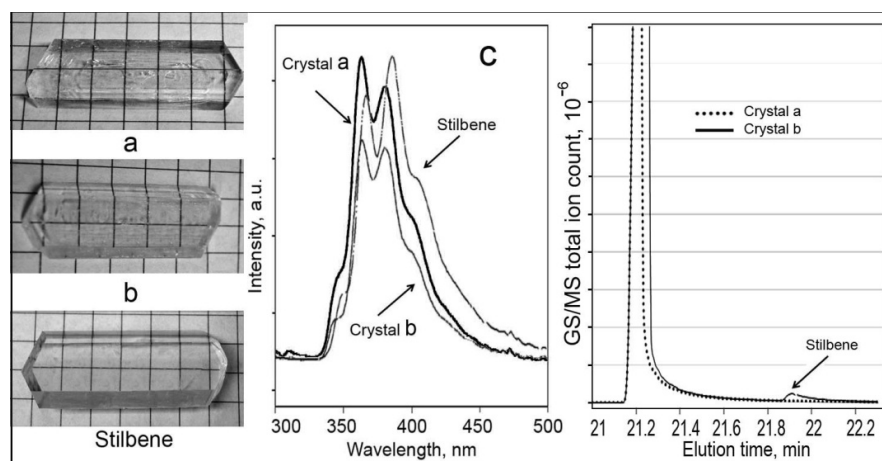 a
b
Stilbene
c
Crystal a
Stilbene
Crystal b
Intensity, a.u.
300 350 400 450 500
Wavelength, nm
GS/MS total ion count, 10⁻⁶
Crystal a
Crystal b
Stilbene
21 21.2 21.4 21.6 21.8 22 22.2
Elution time, min